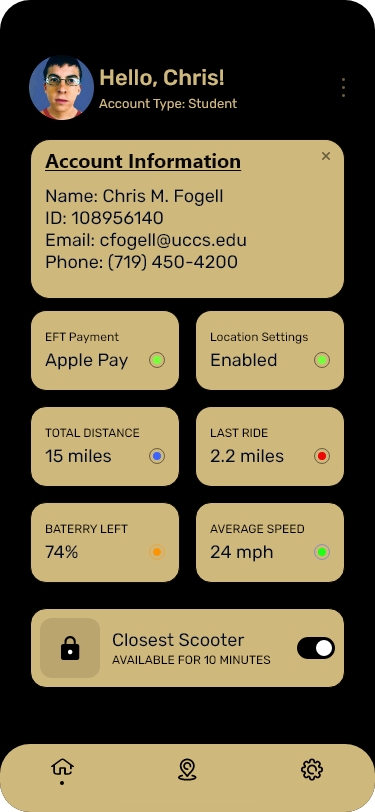 Hello, Chris!
Account Type: Student
Account Information
Name: Chris M. Fogell
ID: 108956140
Email: cfogell@uccs.edu
Phone: (719) 450-4200
EFT Payment
Apple Pay
Location Settings
Enabled
TOTAL DISTANCE
15 miles
LAST RIDE
2.2 miles
BATERRY LEFT
74%
AVERAGE SPEED
24 mph
Closest Scooter
AVAILABLE FOR 10 MINUTES